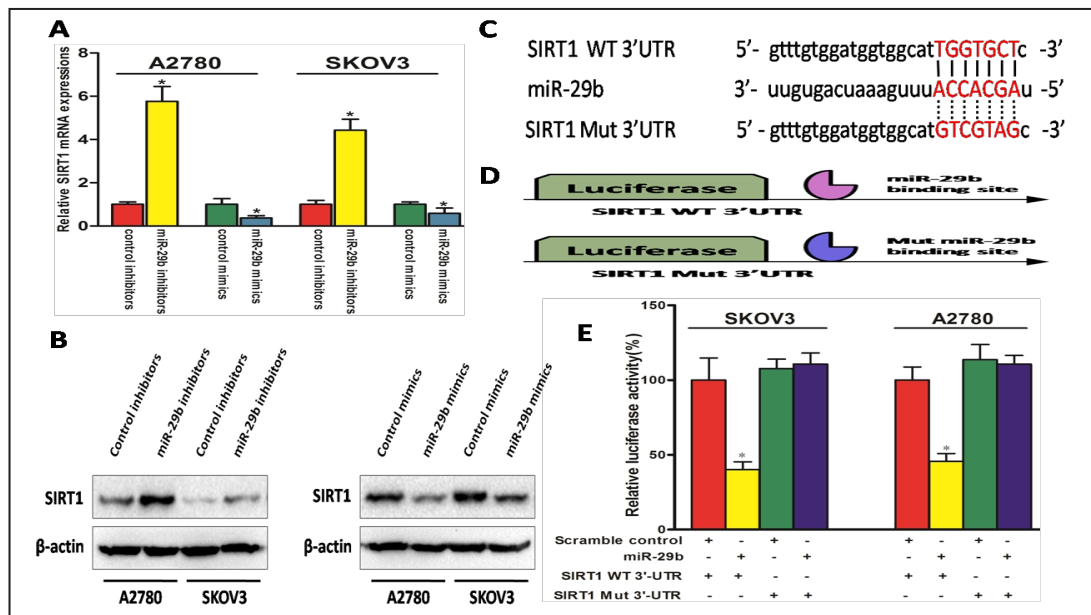 A
A2780 SKOV3
Relative SIRT1 mRNA expressions
8
6
4
2
0
control inhibitors
miR-29b inhibitors
control mimics
miR-29b mimics
control inhibitors
miR-29b inhibitors
control mimics
miR-29b mimics
* * * *
B
Control inhibitors
miR-29b inhibitors
Control inhibitors
miR-29b inhibitors
SIRT1
β-actin
A2780 SKOV3
Control mimics
miR-29b mimics
Control mimics
miR-29b mimics
SIRT1
β-actin
A2780 SKOV3
C
SIRT1 WT 3’UTR 5’- gtttgtggatggtggcatTGGTGCTc -3’
miR-29b 3’- uugugacuaaaguuuACCACGAu -5’
SIRT1 Mut 3’UTR 5’ - gtttgtggatggtggcatGTCGTAGc -3’
D
Luciferase miR-29b
binding site
SIRT1 WT 3’UTR
Luciferase Mut miR-29b
binding site
SIRT1 Mut 3’UTR
E
SKOV3 A2780
Relative luciferase activity(%)
150
100
50
0
* *
Scramble control + - + - + - + -
miR-29b - + - + - + - +
SIRT1 WT 3'-UTR + + - - + + - -
SIRT1 Mut 3'-UTR - - + + - - + +